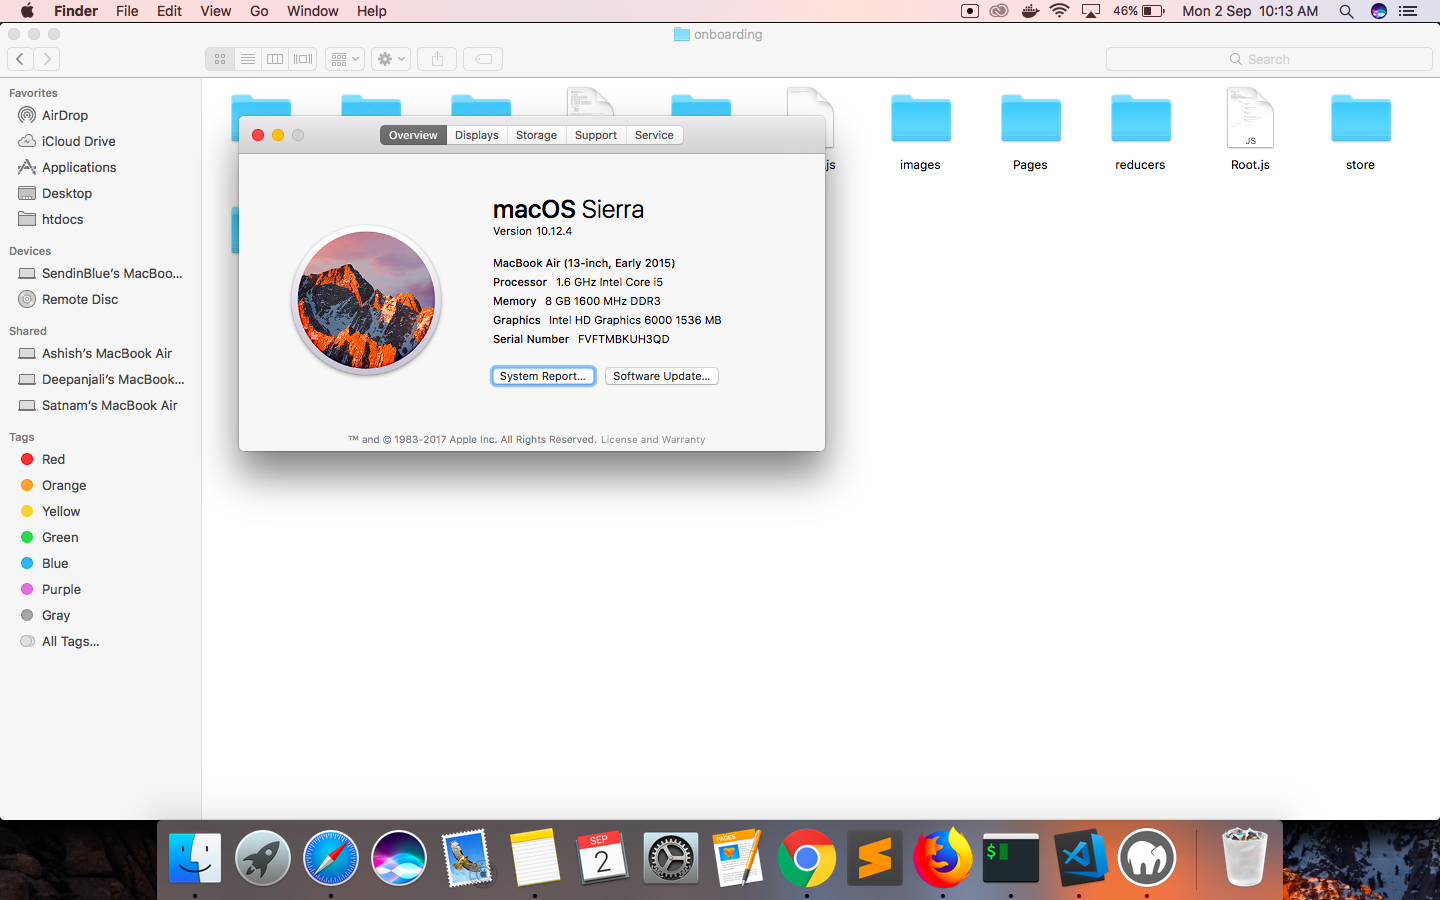 Finder File Edit View Go Window Help 46% Mon 2 Sep 10:13 AM
onboarding
Search
Favorites
AirDrop
iCloud Drive
Applications
Desktop
htdocs
Devices
SendinBlue's MacBoo...
Remote Disc
Shared
Ashish's MacBook Air
Deepanjali's MacBook...
Satnam's MacBook Air
Tags
Red
Orange
Yellow
Green
Blue
Purple
Gray
All Tags...
js images Pages reducers Root.js store
JS
Overview Displays Storage Support Service
macOS Sierra
Version 10.12.4
MacBook Air (13-inch, Early 2015)
Processor 1.6 GHz Intel Core i5
Memory 8 GB 1600 MHz DDR3
Graphics Intel HD Graphics 6000 1536 MB
Serial Number FVFTMBKUH3QD
System Report... Software Update...
™ and © 1983-2017 Apple Inc. All Rights Reserved. License and Warranty
SEP
2
PAGES
$